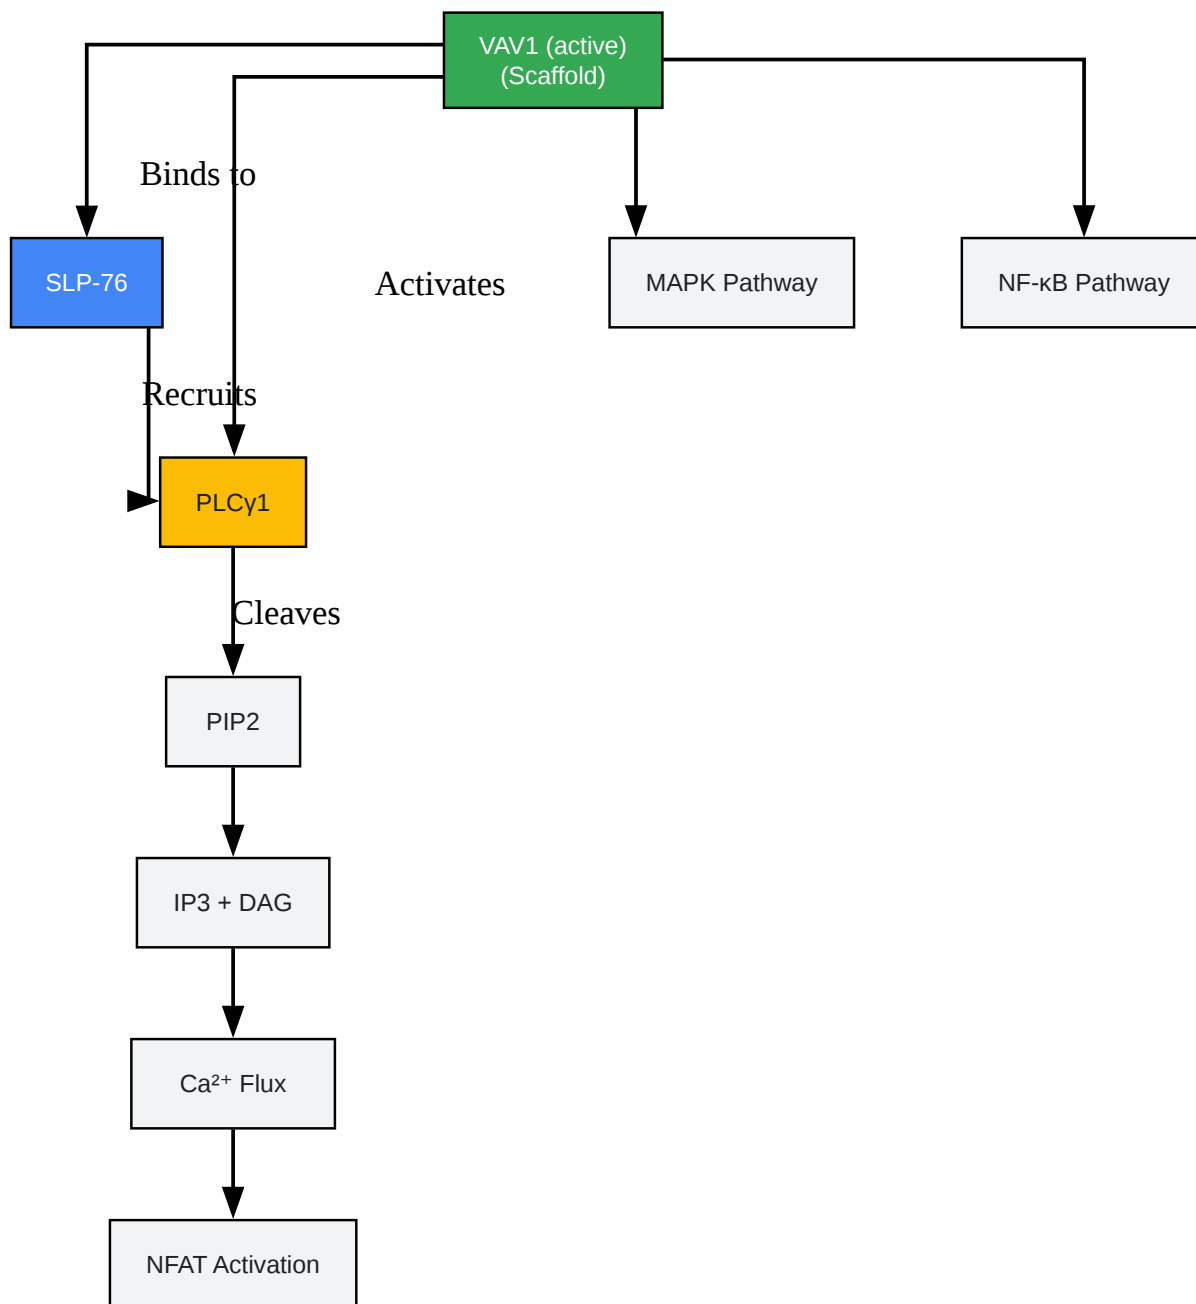 VAV1 (active)
(Scaffold)
Binds to
SLP-76
Activates
MAPK Pathway
NF-κB Pathway
Recruits
PLCγ1
Cleaves
PIP2
IP3 + DAG
Ca²⁺ Flux
NFAT Activation